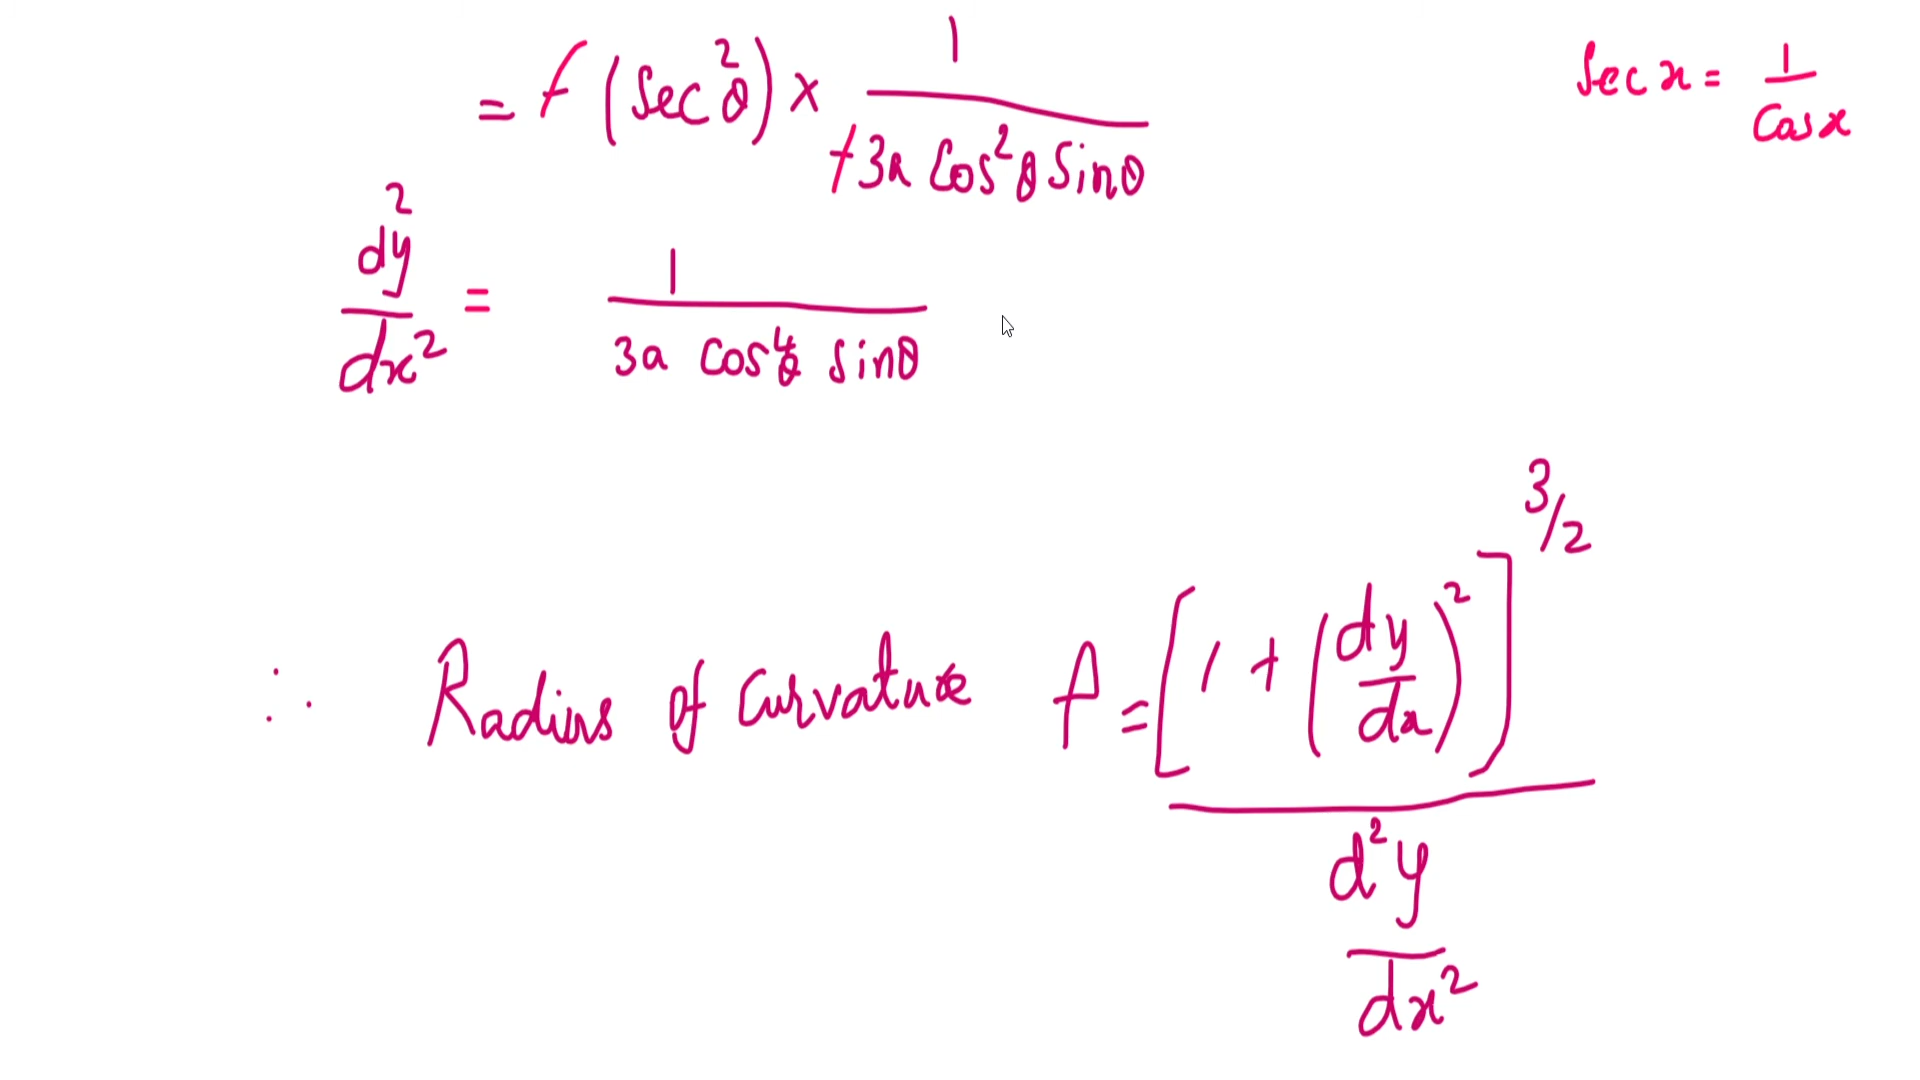 = f (Sec²θ) × 1 / +3a Cos²θ Sinθ
Sec x = 1 / Cos x
dy² / dx² = 1 / 3a cos⁴θ sinθ
∴ Radius of Curvature ρ = [1 + (dy/dx)²]^3/2 / d²y/dx²